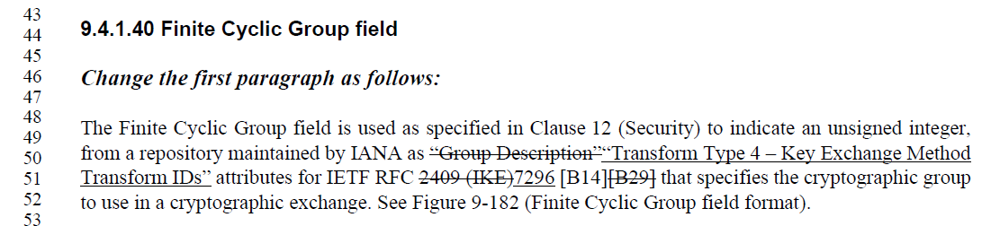 43
44 9.4.1.40 Finite Cyclic Group field
45
46 Change the first paragraph as follows:
47
48 The Finite Cyclic Group field is used as specified in Clause 12 (Security) to indicate an unsigned integer,
49
50 from a repository maintained by IANA as “Group Description”“Transform Type 4 – Key Exchange Method
51 Transform IDs” attributes for IETF RFC 2409 (IKE)7296 [B14][B29] that specifies the cryptographic group
52 to use in a cryptographic exchange. See Figure 9-182 (Finite Cyclic Group field format).
53